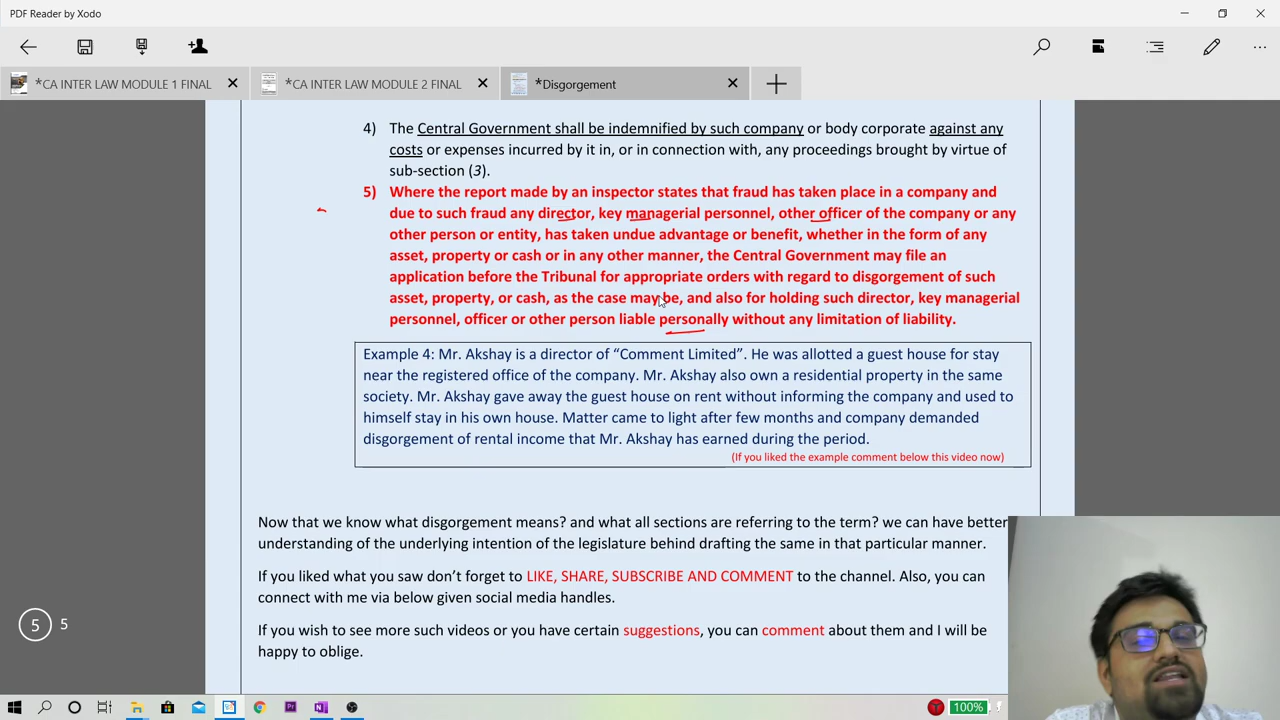 PDF Reader by Xodo
*CA INTER LAW MODULE 1 FINAL
*CA INTER LAW MODULE 2 FINAL
*Disgorgement
4) The Central Government shall be indemnified by such company or body corporate against any
costs or expenses incurred by it in, or in connection with, any proceedings brought by virtue of
sub-section (3).
5) Where the report made by an inspector states that fraud has taken place in a company and
due to such fraud any director, key managerial personnel, other officer of the company or any
other person or entity, has taken undue advantage or benefit, whether in the form of any
asset, property or cash or in any other manner, the Central Government may file an
application before the Tribunal for appropriate orders with regard to disgorgement of such
asset, property, or cash, as the case may be, and also for holding such director, key managerial
personnel, officer or other person liable personally without any limitation of liability.
Example 4: Mr. Akshay is a director of “Comment Limited”. He was allotted a guest house for stay
near the registered office of the company. Mr. Akshay also own a residential property in the same
society. Mr. Akshay gave away the guest house on rent without informing the company and used to
himself stay in his own house. Matter came to light after few months and company demanded
disgorgement of rental income that Mr. Akshay has earned during the period.
(If you liked the example comment below this video now)
Now that we know what disgorgement means? and what all sections are referring to the term? we can have better
understanding of the underlying intention of the legislature behind drafting the same in that particular manner.
If you liked what you saw don’t forget to LIKE, SHARE, SUBSCRIBE AND COMMENT to the channel. Also, you can
connect with me via below given social media handles.
5 5
If you wish to see more such videos or you have certain suggestions, you can comment about them and I will be
happy to oblige.
100%